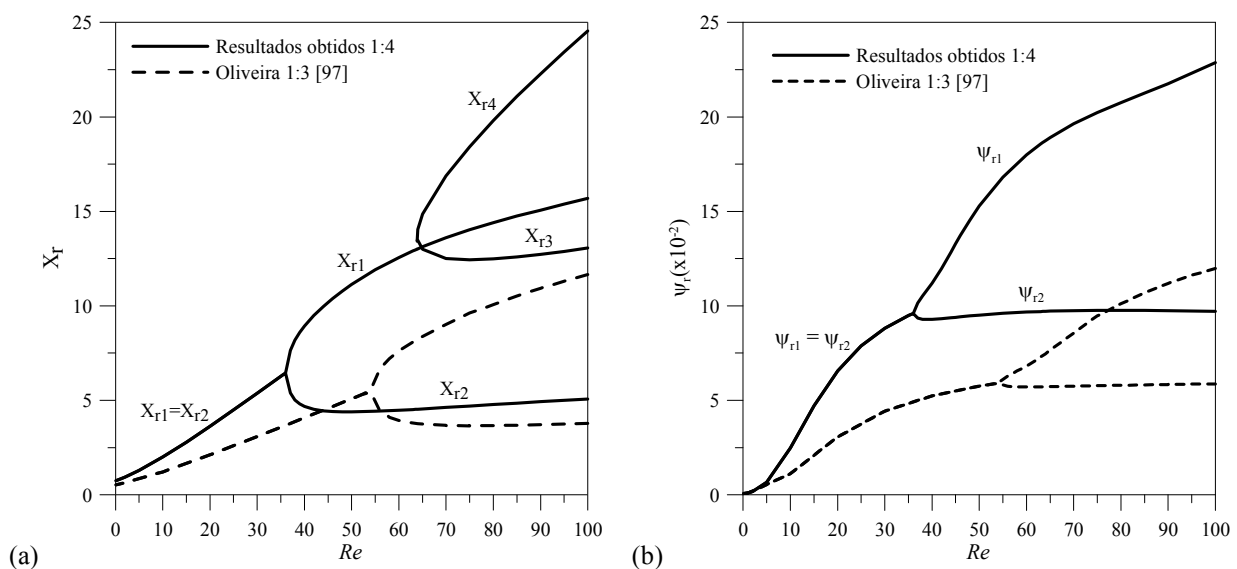 25
20
15
10
5
0
X_r
Resultados obtidos 1:4
Oliveira 1:3 [97]
X_r4
X_r1
X_r3
X_r1=X_r2
X_r2
0 10 20 30 40 50 60 70 80 90 100
Re
(a)
25
20
15
10
5
0
ψ_r(x10^-2)
Resultados obtidos 1:4
Oliveira 1:3 [97]
ψ_r1
ψ_r2
ψ_r1 = ψ_r2
0 10 20 30 40 50 60 70 80 90 100
Re
(b)